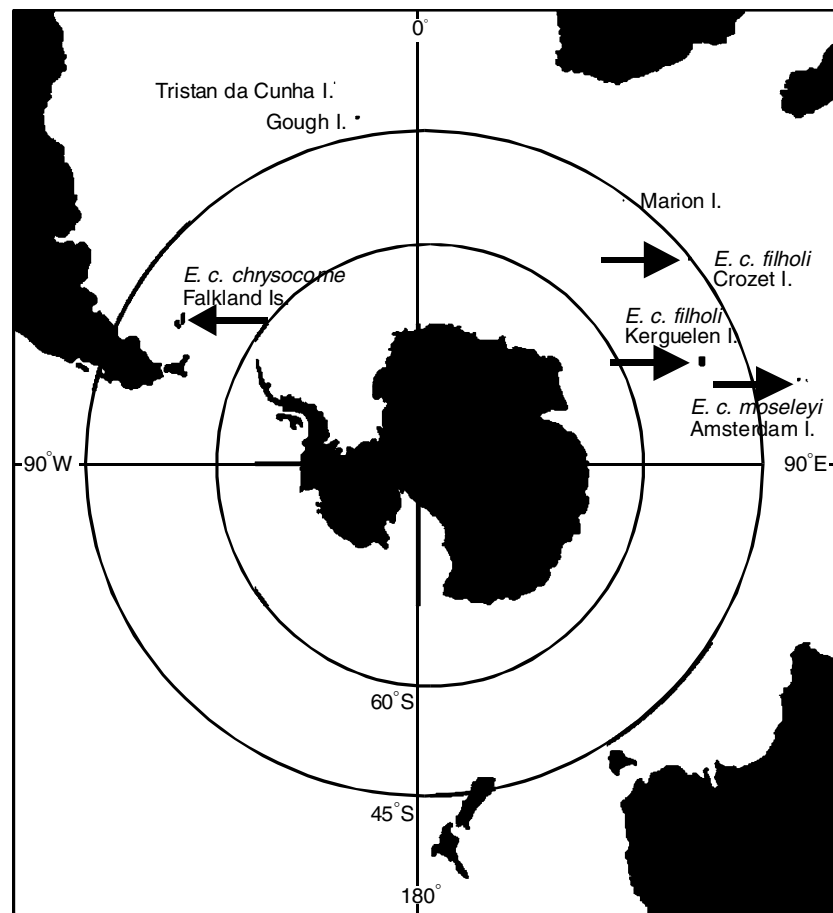 0°
Tristan da Cunha I.
Gough I.
Marion I.
E. c. filholi
Crozet I.
E. c. chrysocome
Falkland Is.
E. c. filholi
Kerguelen I.
E. c. moseleyi
Amsterdam I.
90°W
90°E
60°S
45°S
180°